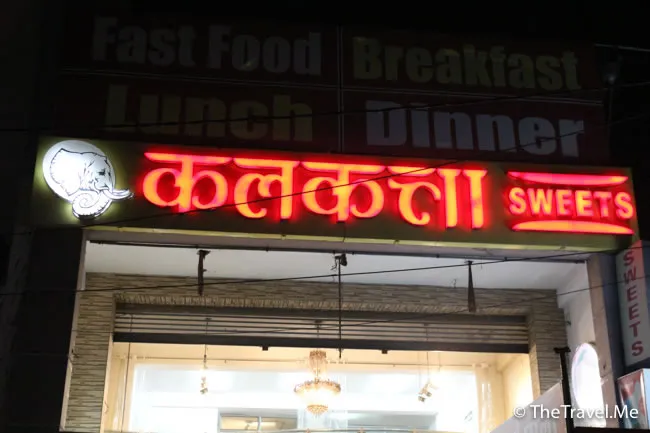 Fast Food Breakfast
Lunch Dinner
कलकत्ता SWEETS
SWEETS
© TheTravel.Me